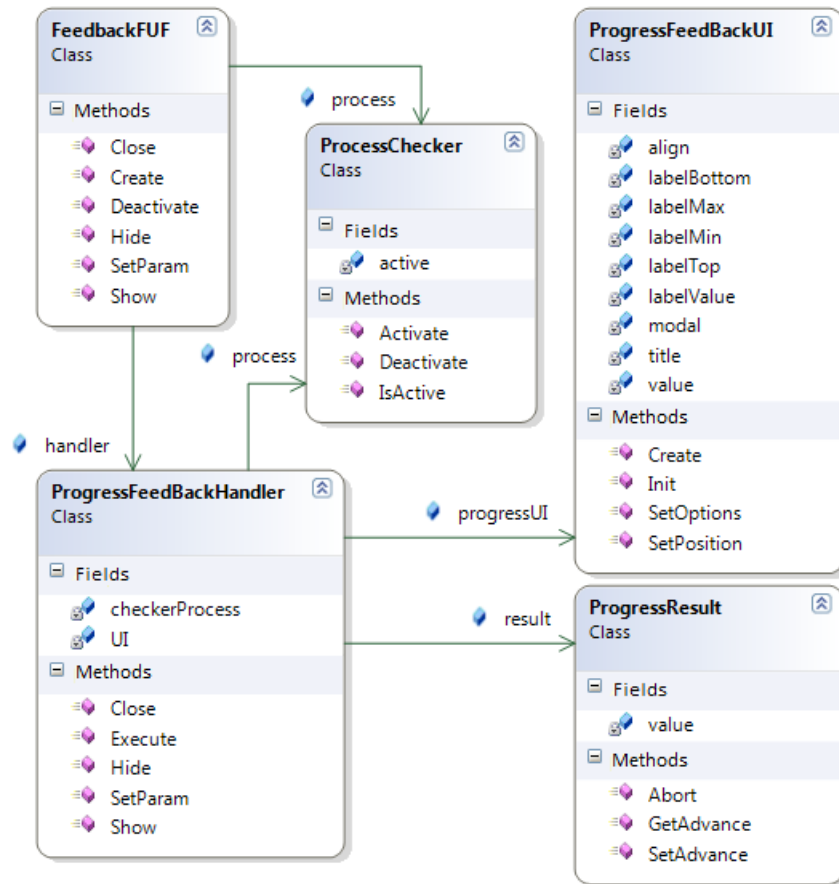 FeedbackFUF
Class
Methods
Close
Create
Deactivate
Hide
SetParam
Show
process
ProcessChecker
Class
Fields
active
Methods
Activate
Deactivate
IsActive
process
handler
ProgressFeedBackUI
Class
Fields
align
labelBottom
labelMax
labelMin
labelTop
labelValue
modal
title
value
Methods
Create
Init
SetOptions
SetPosition
ProgressFeedBackHandler
Class
Fields
checkerProcess
UI
Methods
Close
Execute
Hide
SetParam
Show
progressUI
result
ProgressResult
Class
Fields
value
Methods
Abort
GetAdvance
SetAdvance